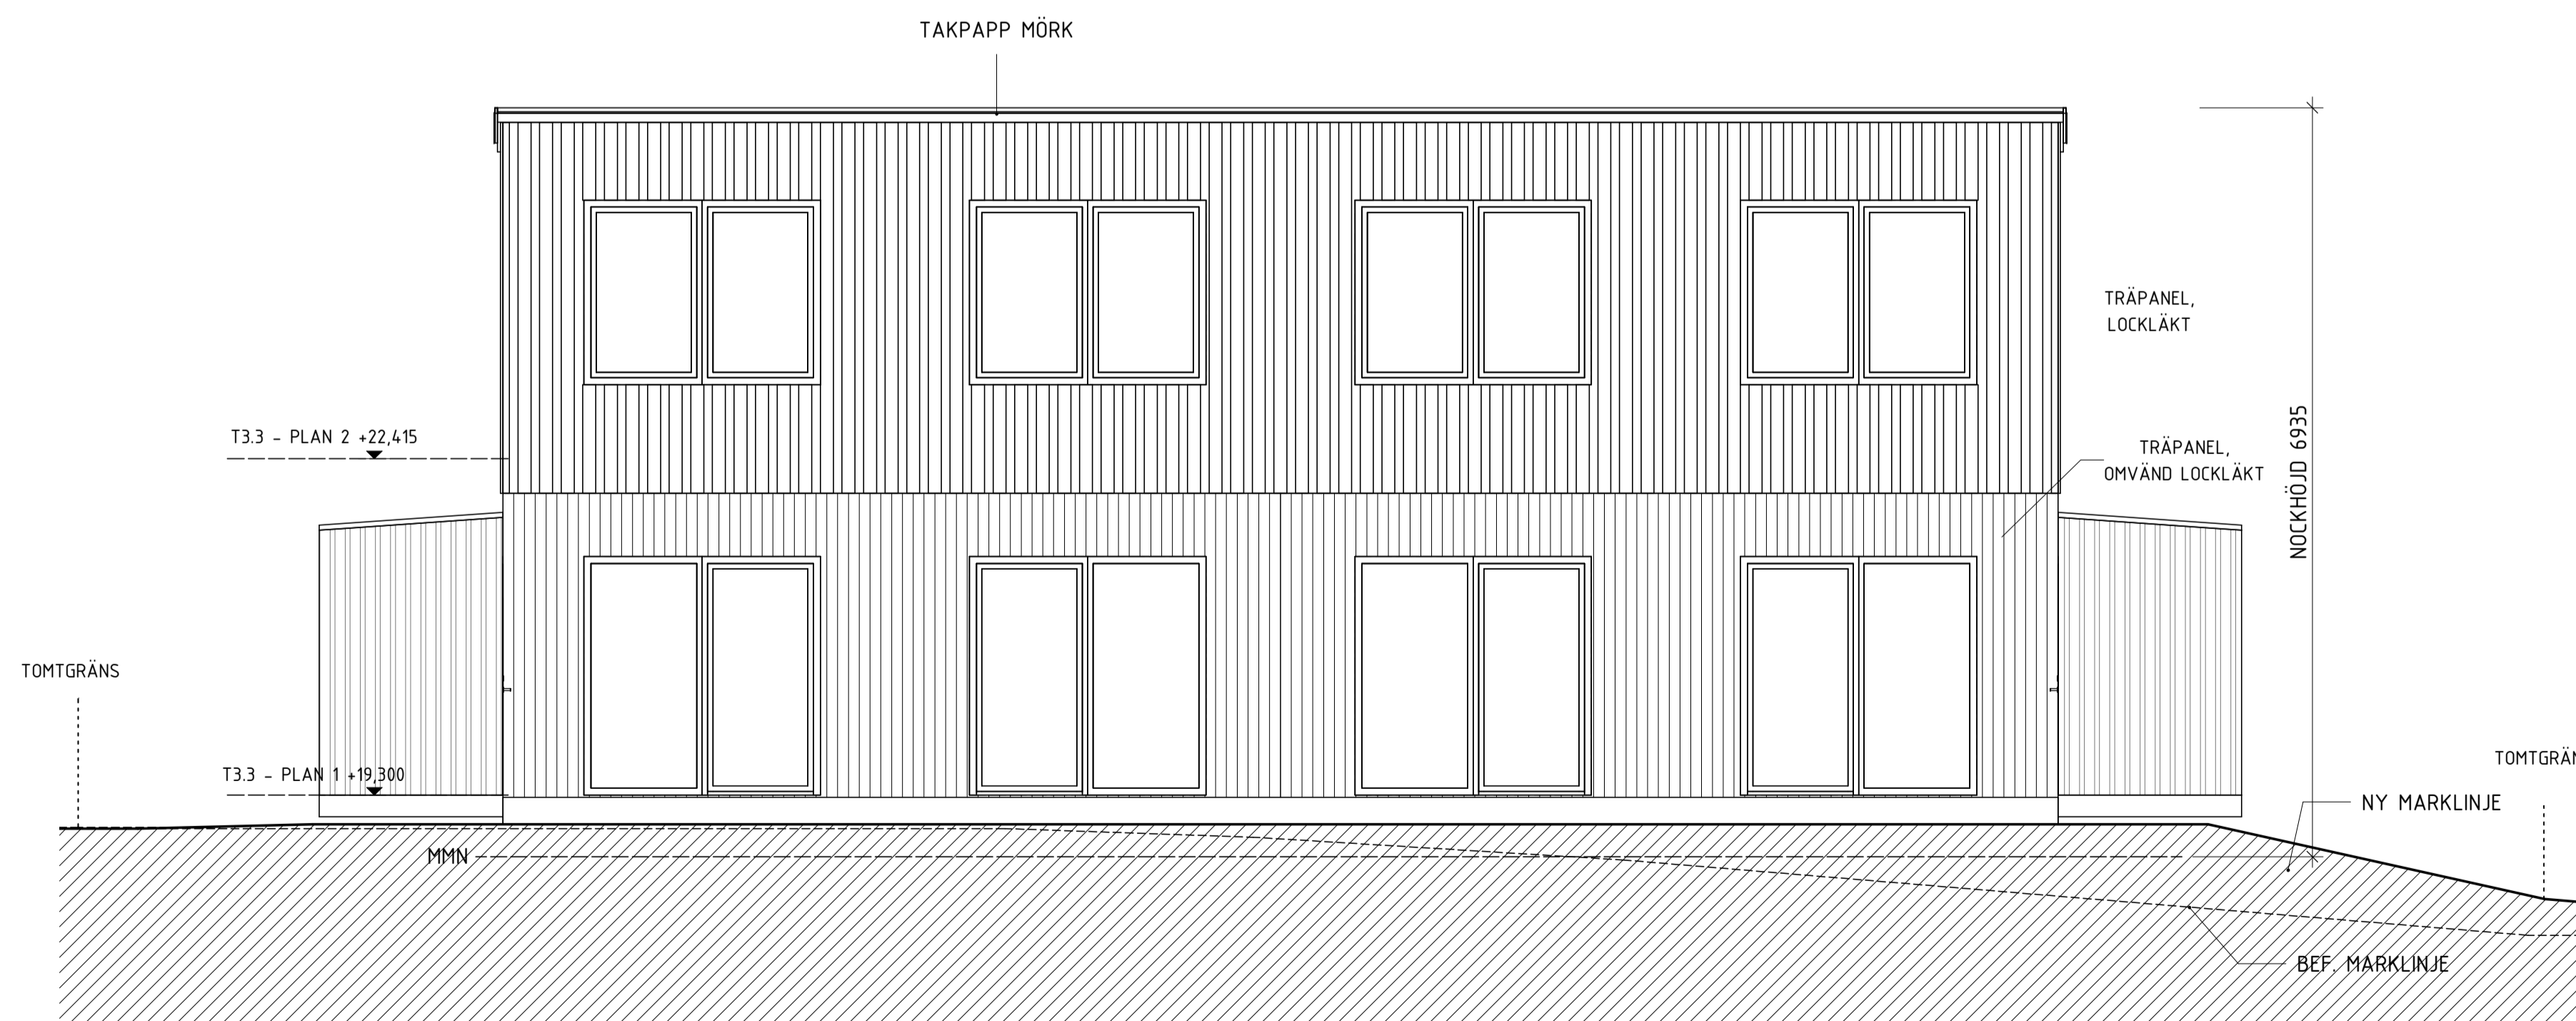 TAKPAPP MÖRK
TRÄPANEL,
LOCKLÄKT
T3.3 - PLAN 2 +22,415
TRÄPANEL,
OMVÄND LOCKLÄKT
NOCKHÖJD 6935
TOMTGRÄNS
T3.3 - PLAN 1 +19,300
TOMTGRÄN
NY MARKLINJE
MMN
BEF. MARKLINJE